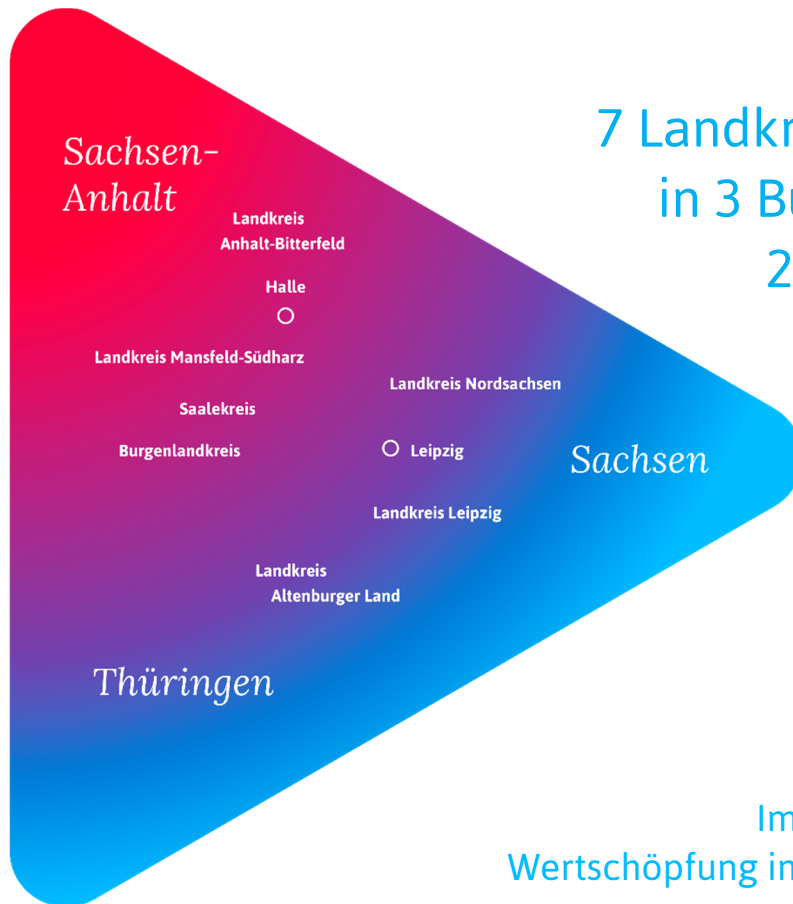 7 Landkr
in 3 Bu
2
Sachsen-
Anhalt
Landkreis
Anhalt-Bitterfeld
Halle
Landkreis Mansfeld-Südharz
Landkreis Nordsachsen
Saalekreis
Burgenlandkreis
Leipzig
Sachsen
Landkreis Leipzig
Landkreis
Altenburger Land
Thüringen
Im
Wertschöpfung in